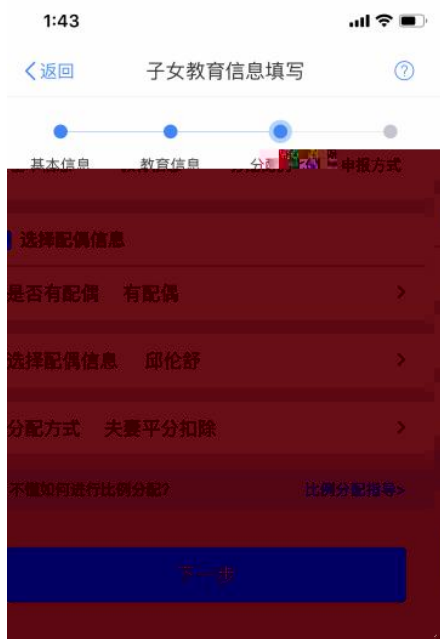 1:43
返回 子女教育信息填写
基本信息 教育信息 分配 申报方式
选择配偶信息
是否有配偶 有配偶
选择配偶信息 邱伦舒
分配方式 夫妻平分扣除
不懂如何进行比例分配? 比例分配指导>
下一步